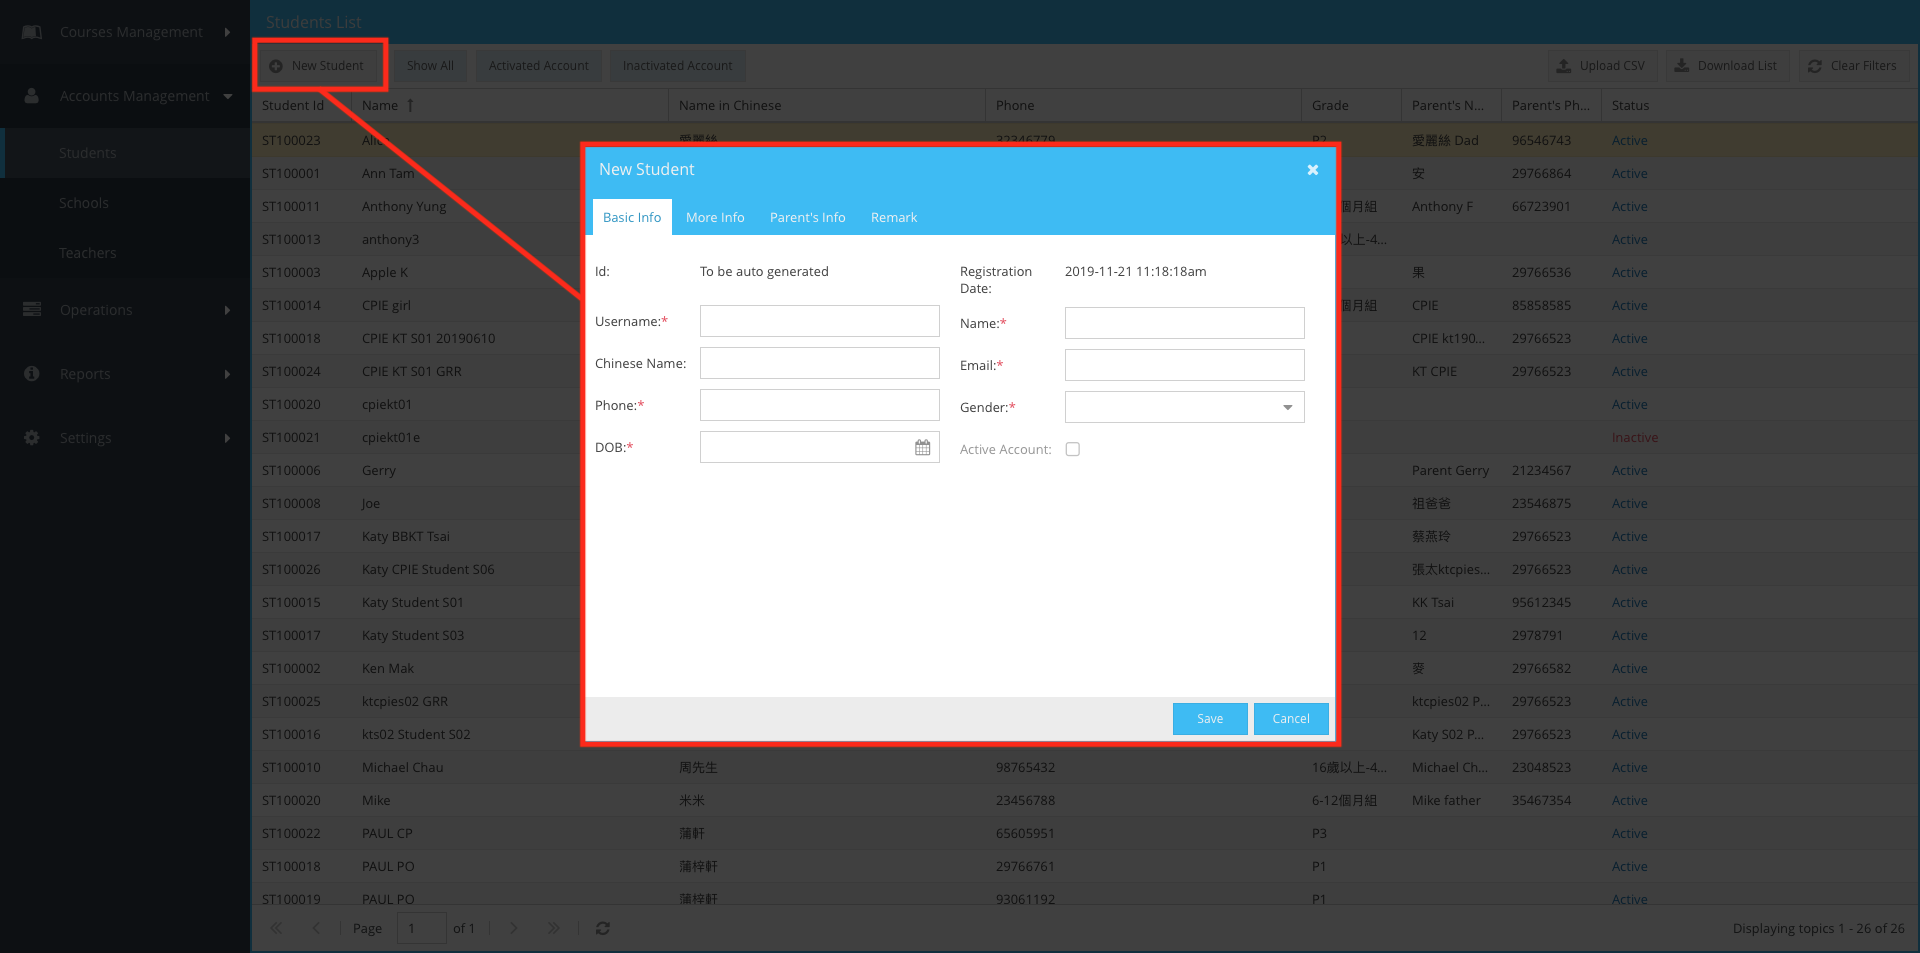 Courses Management
Accounts Management
Students
Schools
Teachers
Operations
Reports
Settings
Students List
New Student
Show All
Activated Account
Inactivated Account
Upload CSV
Download List
Clear Filters
Student Id Name Name in Chinese Phone Grade Parent's N... Parent's Ph... Status
ST100023 愛麗絲 32346779 P2 愛麗絲 Dad 96546743 Active
ST100001 Ann Tam 安 29766864 Active
ST100011 Anthony Yung 個月組 Anthony F 66723901 Active
ST100013 anthony3 以上-4... Active
ST100003 Apple K 果 29766536 Active
ST100014 CPIE girl 個月組 CPIE 85858585 Active
ST100018 CPIE KT S01 20190610 CPIE kt190... 29766523 Active
ST100024 CPIE KT S01 GRR KT CPIE 29766523 Active
ST100020 cpiekt01 Active
ST100021 cpiekt01e Inactive
ST100006 Gerry Parent Gerry 21234567 Active
ST100008 Joe 祖爸爸 23546875 Active
ST100017 Katy BBKT Tsai 蔡燕玲 29766523 Active
ST100026 Katy CPIE Student S06 張太ktcpies... 29766523 Active
ST100015 Katy Student S01 KK Tsai 95612345 Active
ST100017 Katy Student S03 12 2978791 Active
ST100002 Ken Mak 麥 29766582 Active
ST100025 ktcpies02 GRR ktcpies02 P... 29766523 Active
ST100016 kts02 Student S02 Katy S02 P... 29766523 Active
ST100010 Michael Chau 周先生 98765432 16歲以上-4... Michael Ch... 23048523 Active
ST100020 Mike 米米 23456788 6-12個月組 Mike father 35467354 Active
ST100022 PAUL CP 蒲軒 65605951 P3 Active
ST100018 PAUL PO 蒲梓軒 29766761 P1 Active
ST100019 PAUL PO 蒲梓軒 93061192 P1 Active
Page 1 of 1
Displaying topics 1 - 26 of 26
New Student
Basic Info More Info Parent's Info Remark
Id: To be auto generated
Registration Date: 2019-11-21 11:18:18am
Username:*
Name:*
Chinese Name:
Email:*
Phone:*
Gender:*
DOB:*
Active Account:
Save
Cancel